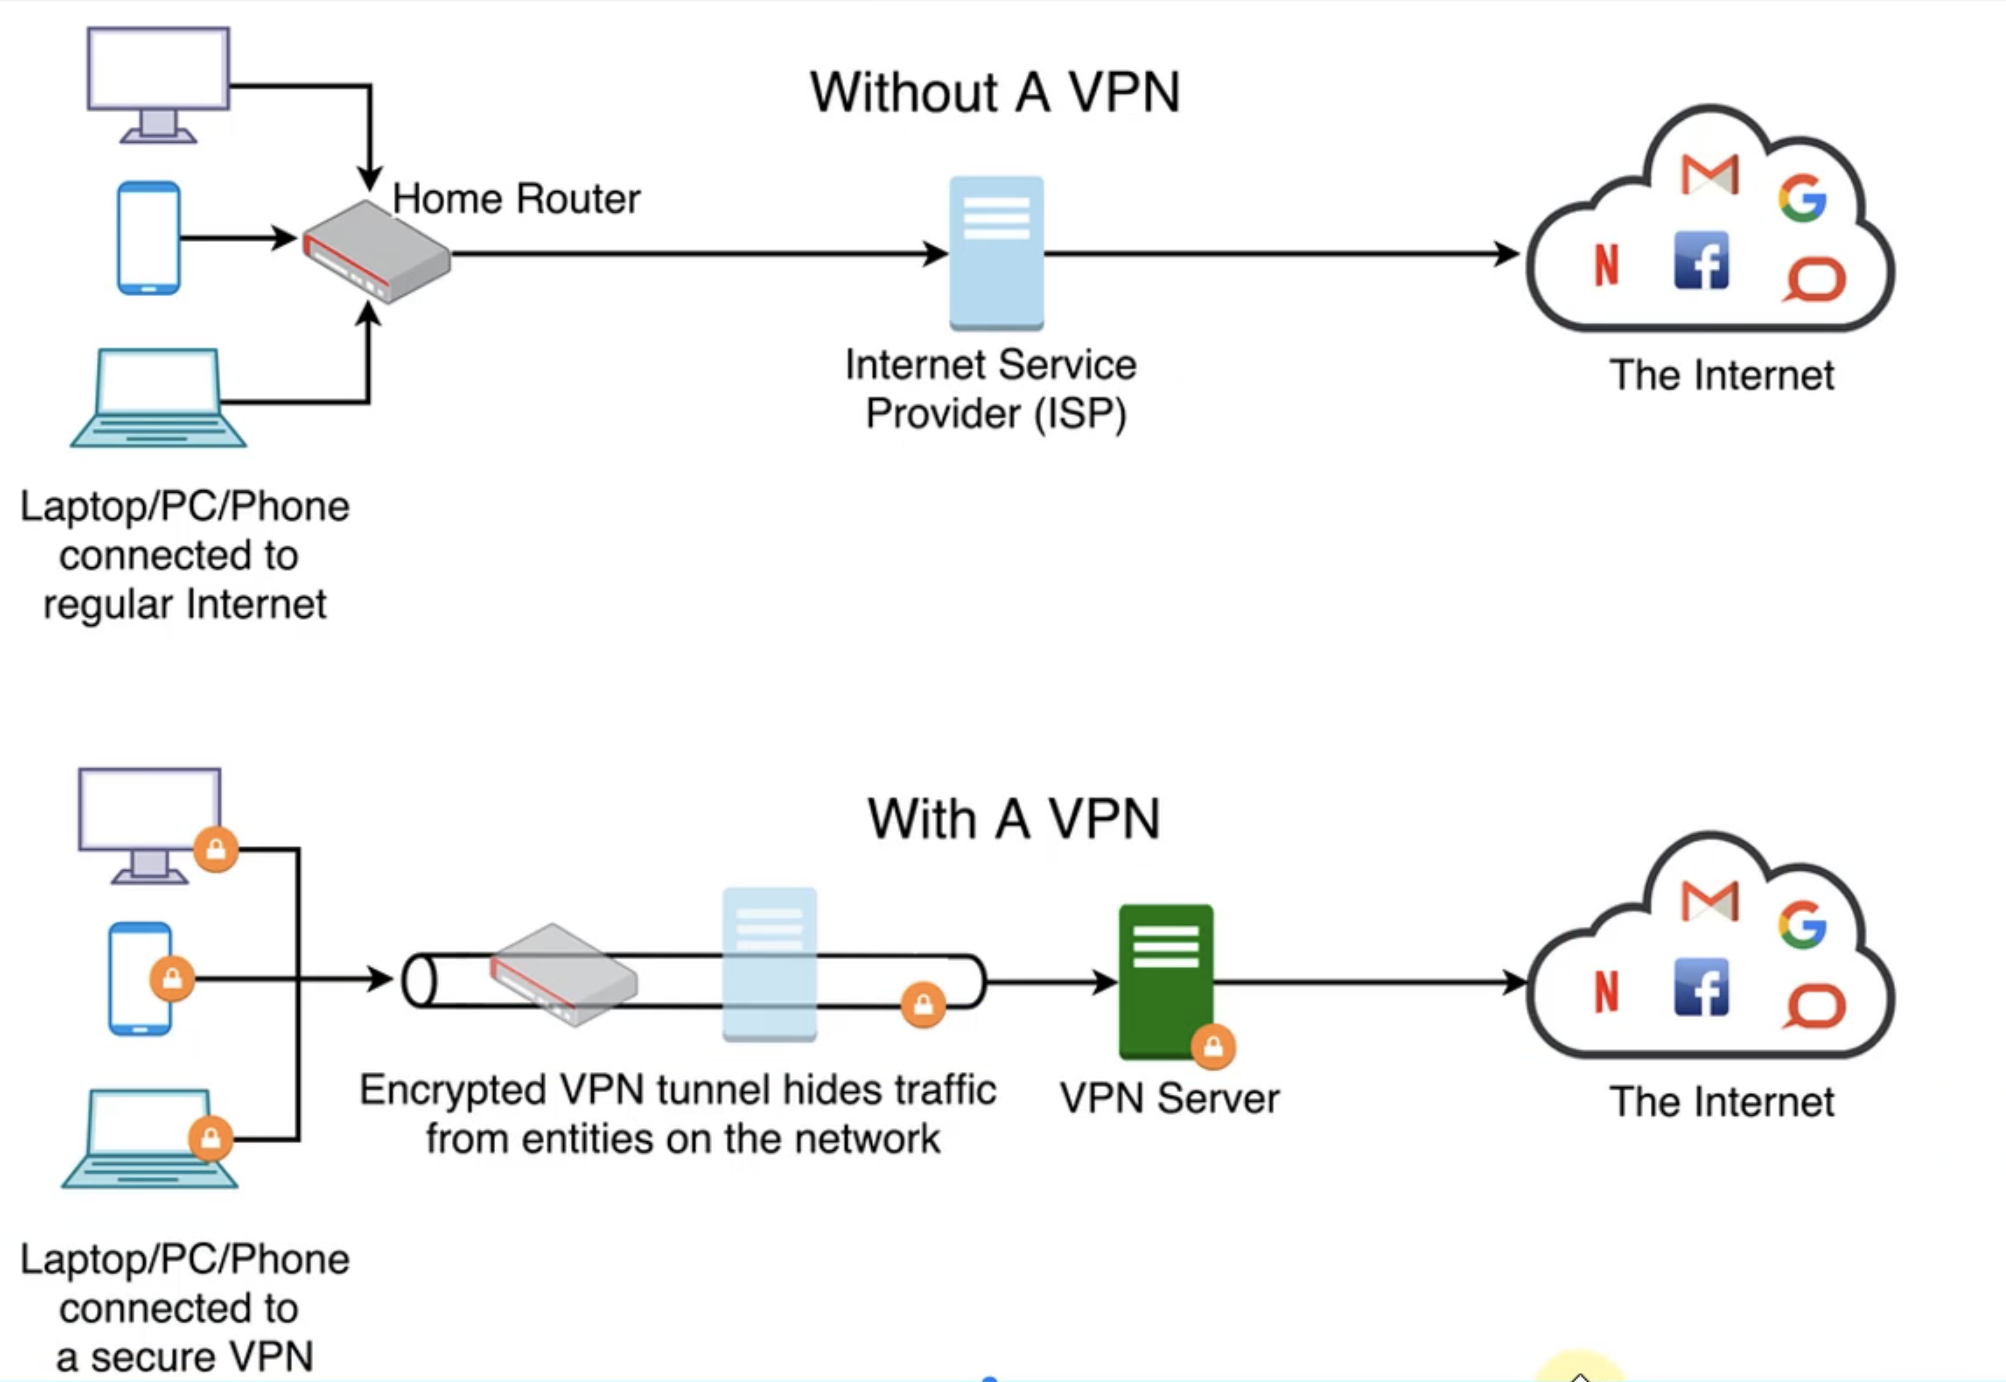 Without A VPN
Home Router
Internet Service
Provider (ISP)
The Internet
Laptop/PC/Phone
connected to
regular Internet
With A VPN
Encrypted VPN tunnel hides traffic
from entities on the network
VPN Server
The Internet
Laptop/PC/Phone
connected to
a secure VPN